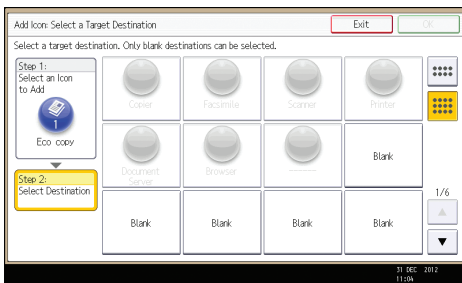 Add Icon: Select a Target Destination
Exit
OK
Select a target destination. Only blank destinations can be selected.
Step 1:
Select an Icon
to Add
1
Eco copy
Step 2:
Select Destination
Copier
Facsimile
Scanner
Printer
Document
Server
Browser
---------
Blank
Blank
Blank
Blank
Blank
1/6
31 DEC 2012
11:04